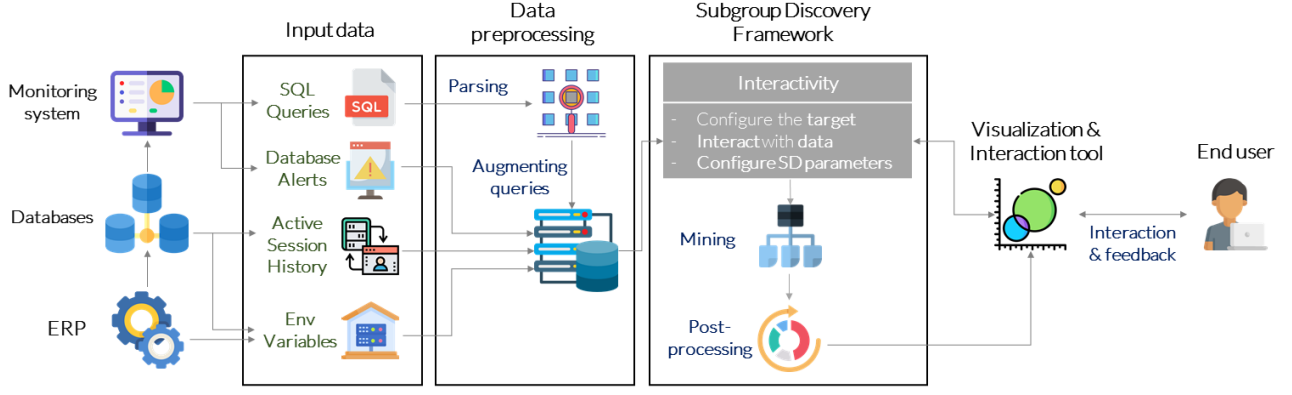 Input data
Data
preprocessing
Subgroup Discovery
Framework
Monitoring
system
Databases
ERP
SQL
Queries
SQL
Database
Alerts
Active
Session
History
Env
Variables
Parsing
Augmenting
queries
Interactivity
- Configure the target
- Interact with data
- Configure SD parameters
Mining
Post-
processing
Visualization &
Interaction tool
Interaction
& feedback
End user